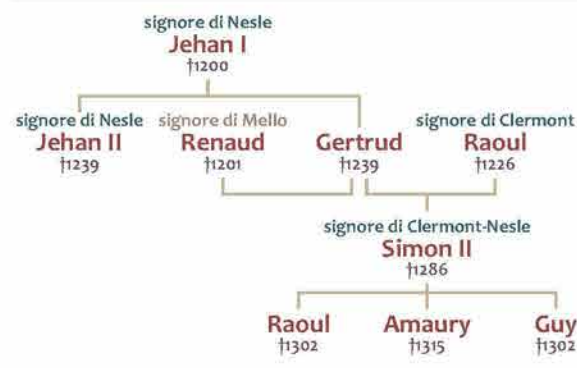 signore di Nesle
Jehan I
†1200
signore di Nesle signore di Mello signore di Clermont
Jehan II Renaud Gertrud Raoul
†1239 †1201 †1239 †1226
signore di Clermont-Nesle
Simon II
†1286
Raoul Amaury Guy
†1302 †1315 †1302